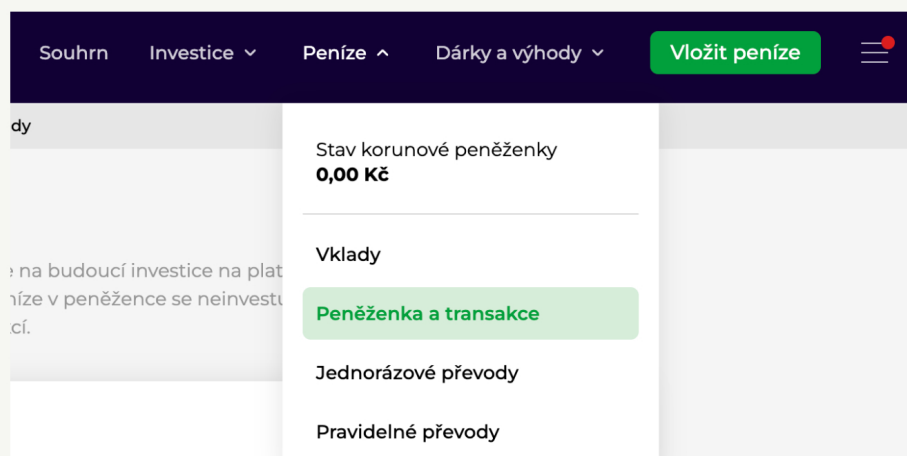 Souhrn Investice Peníze Dárky a výhody Vložit peníze
dy
Stav korunové peněženky
0,00 Kč
Vklady
na budoucí investice na plat
níze v peněžence se neinvestu
cí.
Peněženka a transakce
Jednorázové převody
Pravidelné převody